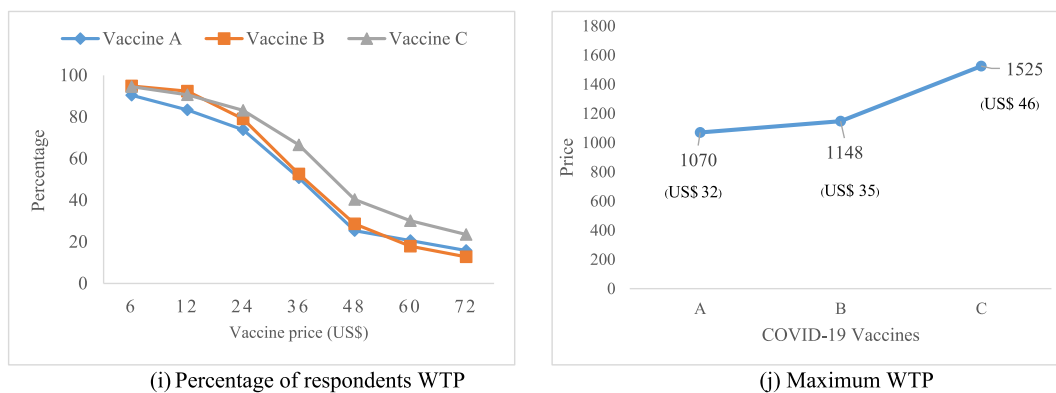 Vaccine A Vaccine B Vaccine C
100
80
60
40
20
0
Percentage
6 12 24 36 48 60 72
Vaccine price (US$)
(i) Percentage of respondents WTP
1800
1600
1400
1200
1000
800
600
400
200
0
Price
1070
(US$ 32)
1148
(US$ 35)
1525
(US$ 46)
A B C
COVID-19 Vaccines
(j) Maximum WTP